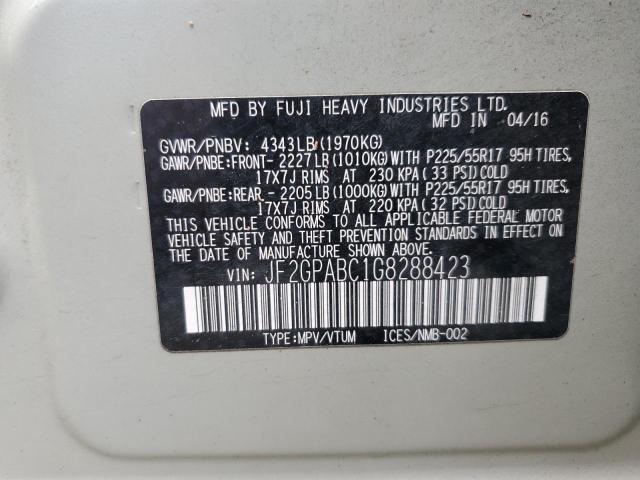 MFD BY FUJI HEAVY INDUSTRIES LTD.
MFD IN 04/16
GVWR/PNBV: 4343LB(1970KG)
GAWR/PNBE:FRONT- 2227LB(1010KG)WITH P225/55R17 95H TIRES,
17X7J RIMS AT 230 KPA( 33 PSI) COLD
GAWR/PNBE:REAR - 2205LB(1000KG)WITH P225/55R17 95H TIRES,
17X7J RIMS AT 220 KPA( 32 PSI) COLD
THIS VEHICLE CONFORMS TO ALL APPLICABLE FEDERAL MOTOR
VEHICLE SAFETY AND THEFT PREVENTION STANDARDS IN EFFECT ON
THE DATE OF MANUFACTURE SHOWN ABOVE.
VIN: JF2GPABC1G8288423
TYPE:MPV/VTUM ICES/NMB-002